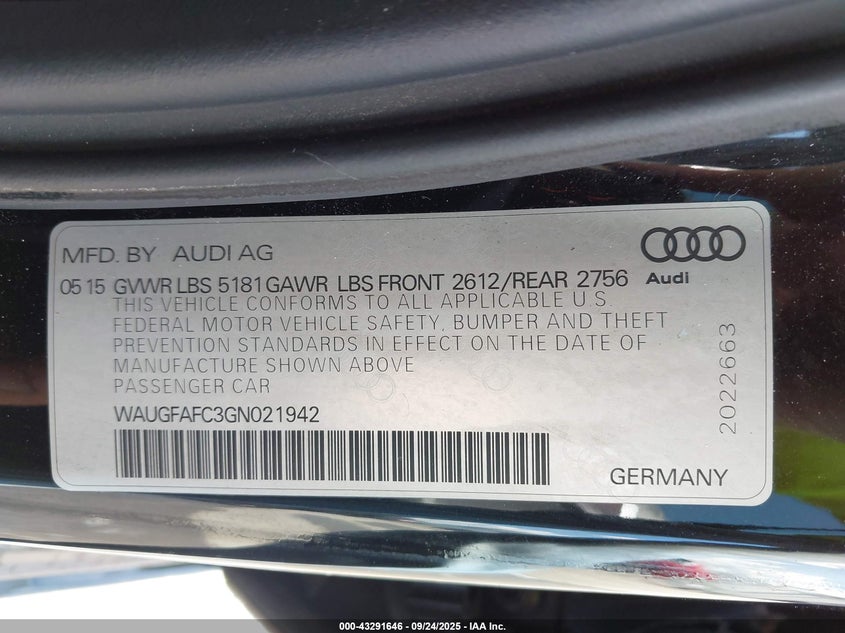 MFD. BY AUDI AG
Audi
05 15 GVWR LBS 5181 GAWR LBS FRONT 2612/REAR 2756
THIS VEHICLE CONFORMS TO ALL APPLICABLE U.S.
FEDERAL MOTOR VEHICLE SAFETY, BUMPER AND THEFT
PREVENTION STANDARDS IN EFFECT ON THE DATE OF
MANUFACTURE SHOWN ABOVE
PASSENGER CAR
WAUGFAFC3GN021942
2022663
GERMANY
000-43291646 - 09/24/2025 - IAA Inc.